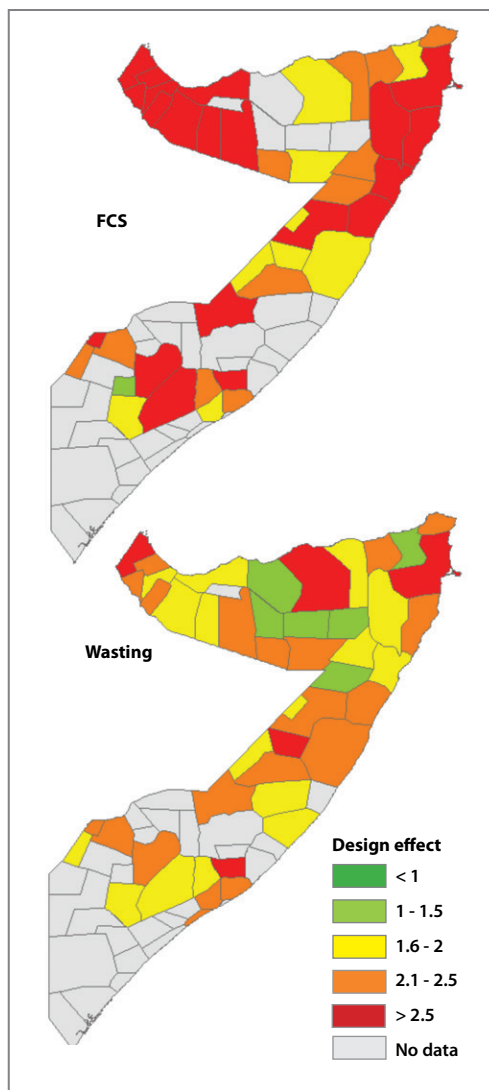 FCS
Wasting
Design effect
< 1
1 - 1.5
1.6 - 2
2.1 - 2.5
> 2.5
No data